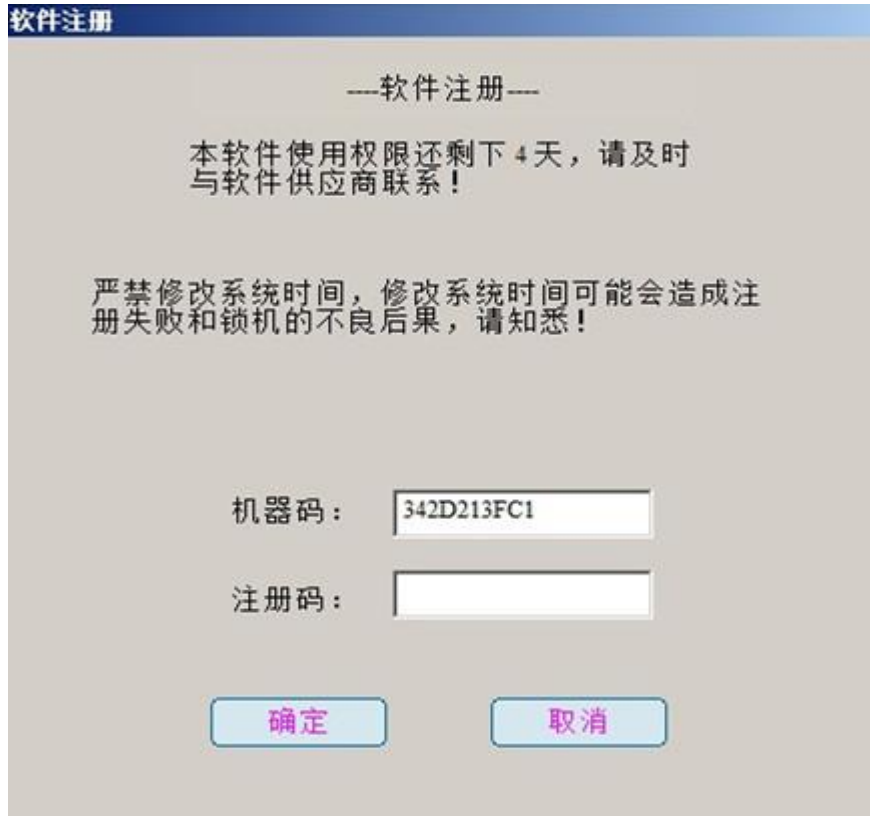 软件注册
----软件注册----
本软件使用权限还剩下 4 天，请及时
与软件供应商联系！
严禁修改系统时间，修改系统时间可能会造成注
册失败和锁机的不良后果，请知悉！
机器码： 342D213FC1
注册码：
确定 取消